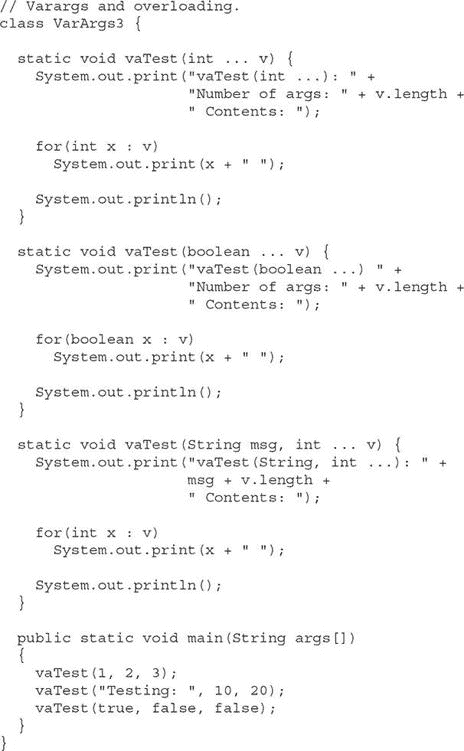 // Varargs and overloading.
class VarArgs3 {

  static void vaTest(int ... v) {
    System.out.print("vaTest(int ...): " +
                     "Number of args: " + v.length +
                     " Contents: ");

    for(int x : v)
      System.out.print(x + " ");

    System.out.println();
  }

  static void vaTest(boolean ... v) {
    System.out.print("vaTest(boolean ...) " +
                     "Number of args: " + v.length +
                     " Contents: ");

    for(boolean x : v)
      System.out.print(x + " ");

    System.out.println();
  }

  static void vaTest(String msg, int ... v) {
    System.out.print("vaTest(String, int ...): " +
                     msg + v.length +
                     " Contents: ");

    for(int x : v)
      System.out.print(x + " ");

    System.out.println();
  }

  public static void main(String args[])
  {
    vaTest(1, 2, 3);
    vaTest("Testing: ", 10, 20);
    vaTest(true, false, false);
  }
}